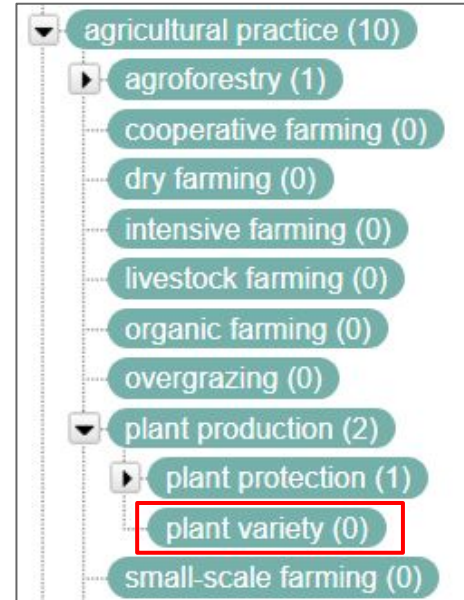 agricultural practice (10)
agroforestry (1)
cooperative farming (0)
dry farming (0)
intensive farming (0)
livestock farming (0)
organic farming (0)
overgrazing (0)
plant production (2)
plant protection (1)
plant variety (0)
small-scale farming (0)